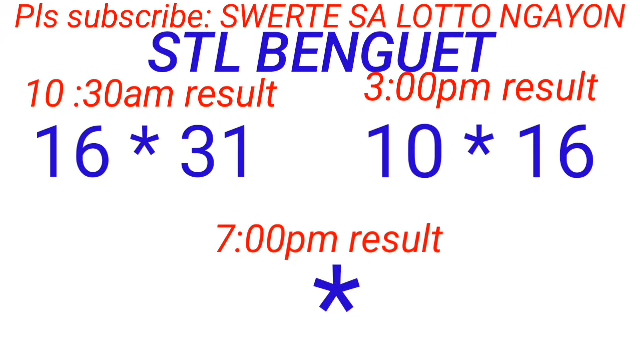 Pls subscribe: SWERTE SA LOTTO NGAYON
STL BENGUET
10 :30am result
16 * 31
3:00pm result
10 * 16
7:00pm result
*